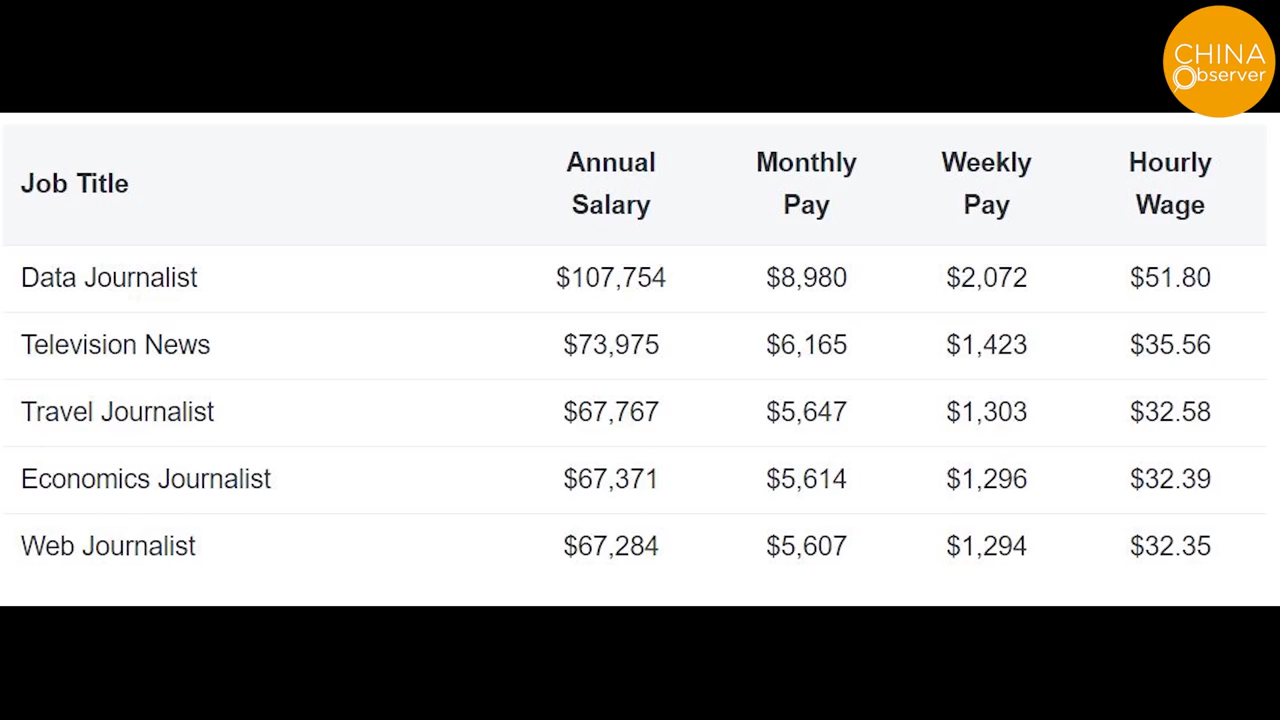 CHINA
Observer
Job Title Annual Salary Monthly Pay Weekly Pay Hourly Wage
Data Journalist $107,754 $8,980 $2,072 $51.80
Television News $73,975 $6,165 $1,423 $35.56
Travel Journalist $67,767 $5,647 $1,303 $32.58
Economics Journalist $67,371 $5,614 $1,296 $32.39
Web Journalist $67,284 $5,607 $1,294 $32.35